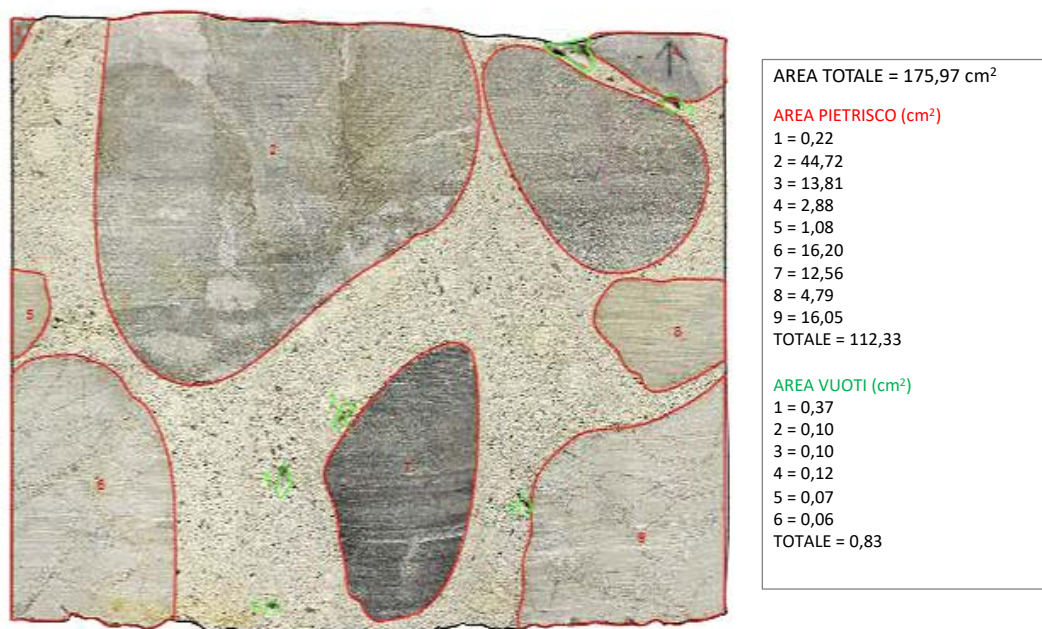 AREA TOTALE = 175,97 cm²
AREA PIETRISCO (cm²)
1 = 0,22
2 = 44,72
3 = 13,81
4 = 2,88
5 = 1,08
6 = 16,20
7 = 12,56
8 = 4,79
9 = 16,05
TOTALE = 112,33
AREA VUOTI (cm²)
1 = 0,37
2 = 0,10
3 = 0,10
4 = 0,12
5 = 0,07
6 = 0,06
TOTALE = 0,83
2
5
8
6
7
9